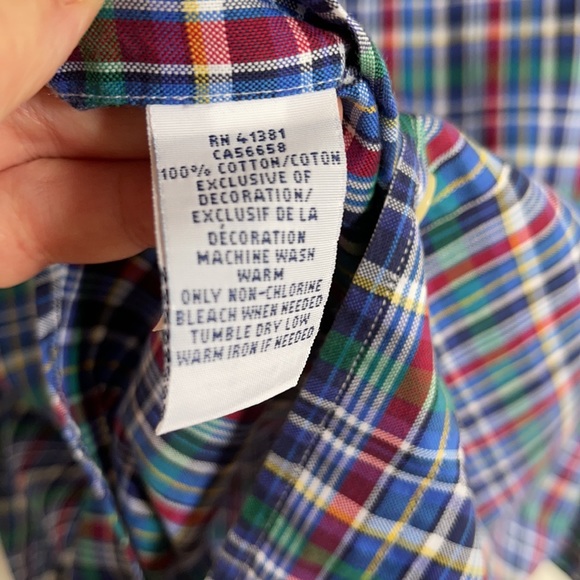 RN 41381
CA56658
100% COTTON/COTON
EXCLUSIVE OF
DECORATION/
EXCLUSIF DE LA
DÉCORATION
MACHINE WASH
WARM
ONLY NON-CHLORINE
BLEACH WHEN NEEDED
TUMBLE DRY LOW
WARM IRON IF NEEDED